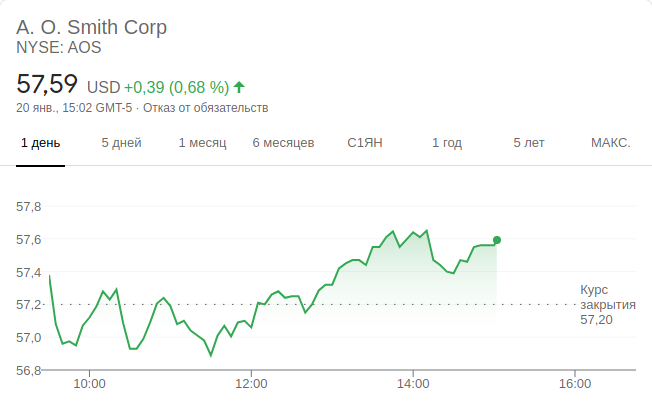 A. O. Smith Corp
NYSE: AOS
57,59 USD +0,39 (0,68 %)
20 янв., 15:02 GMT-5 · Отказ от обязательств
1 день 5 дней 1 месяц 6 месяцев С1ЯН 1 год 5 лет МАКС.
57,8
57,6
57,4
Курс
57,2 закрытия
57,20
57,0
56,8
10:00 12:00 14:00 16:00